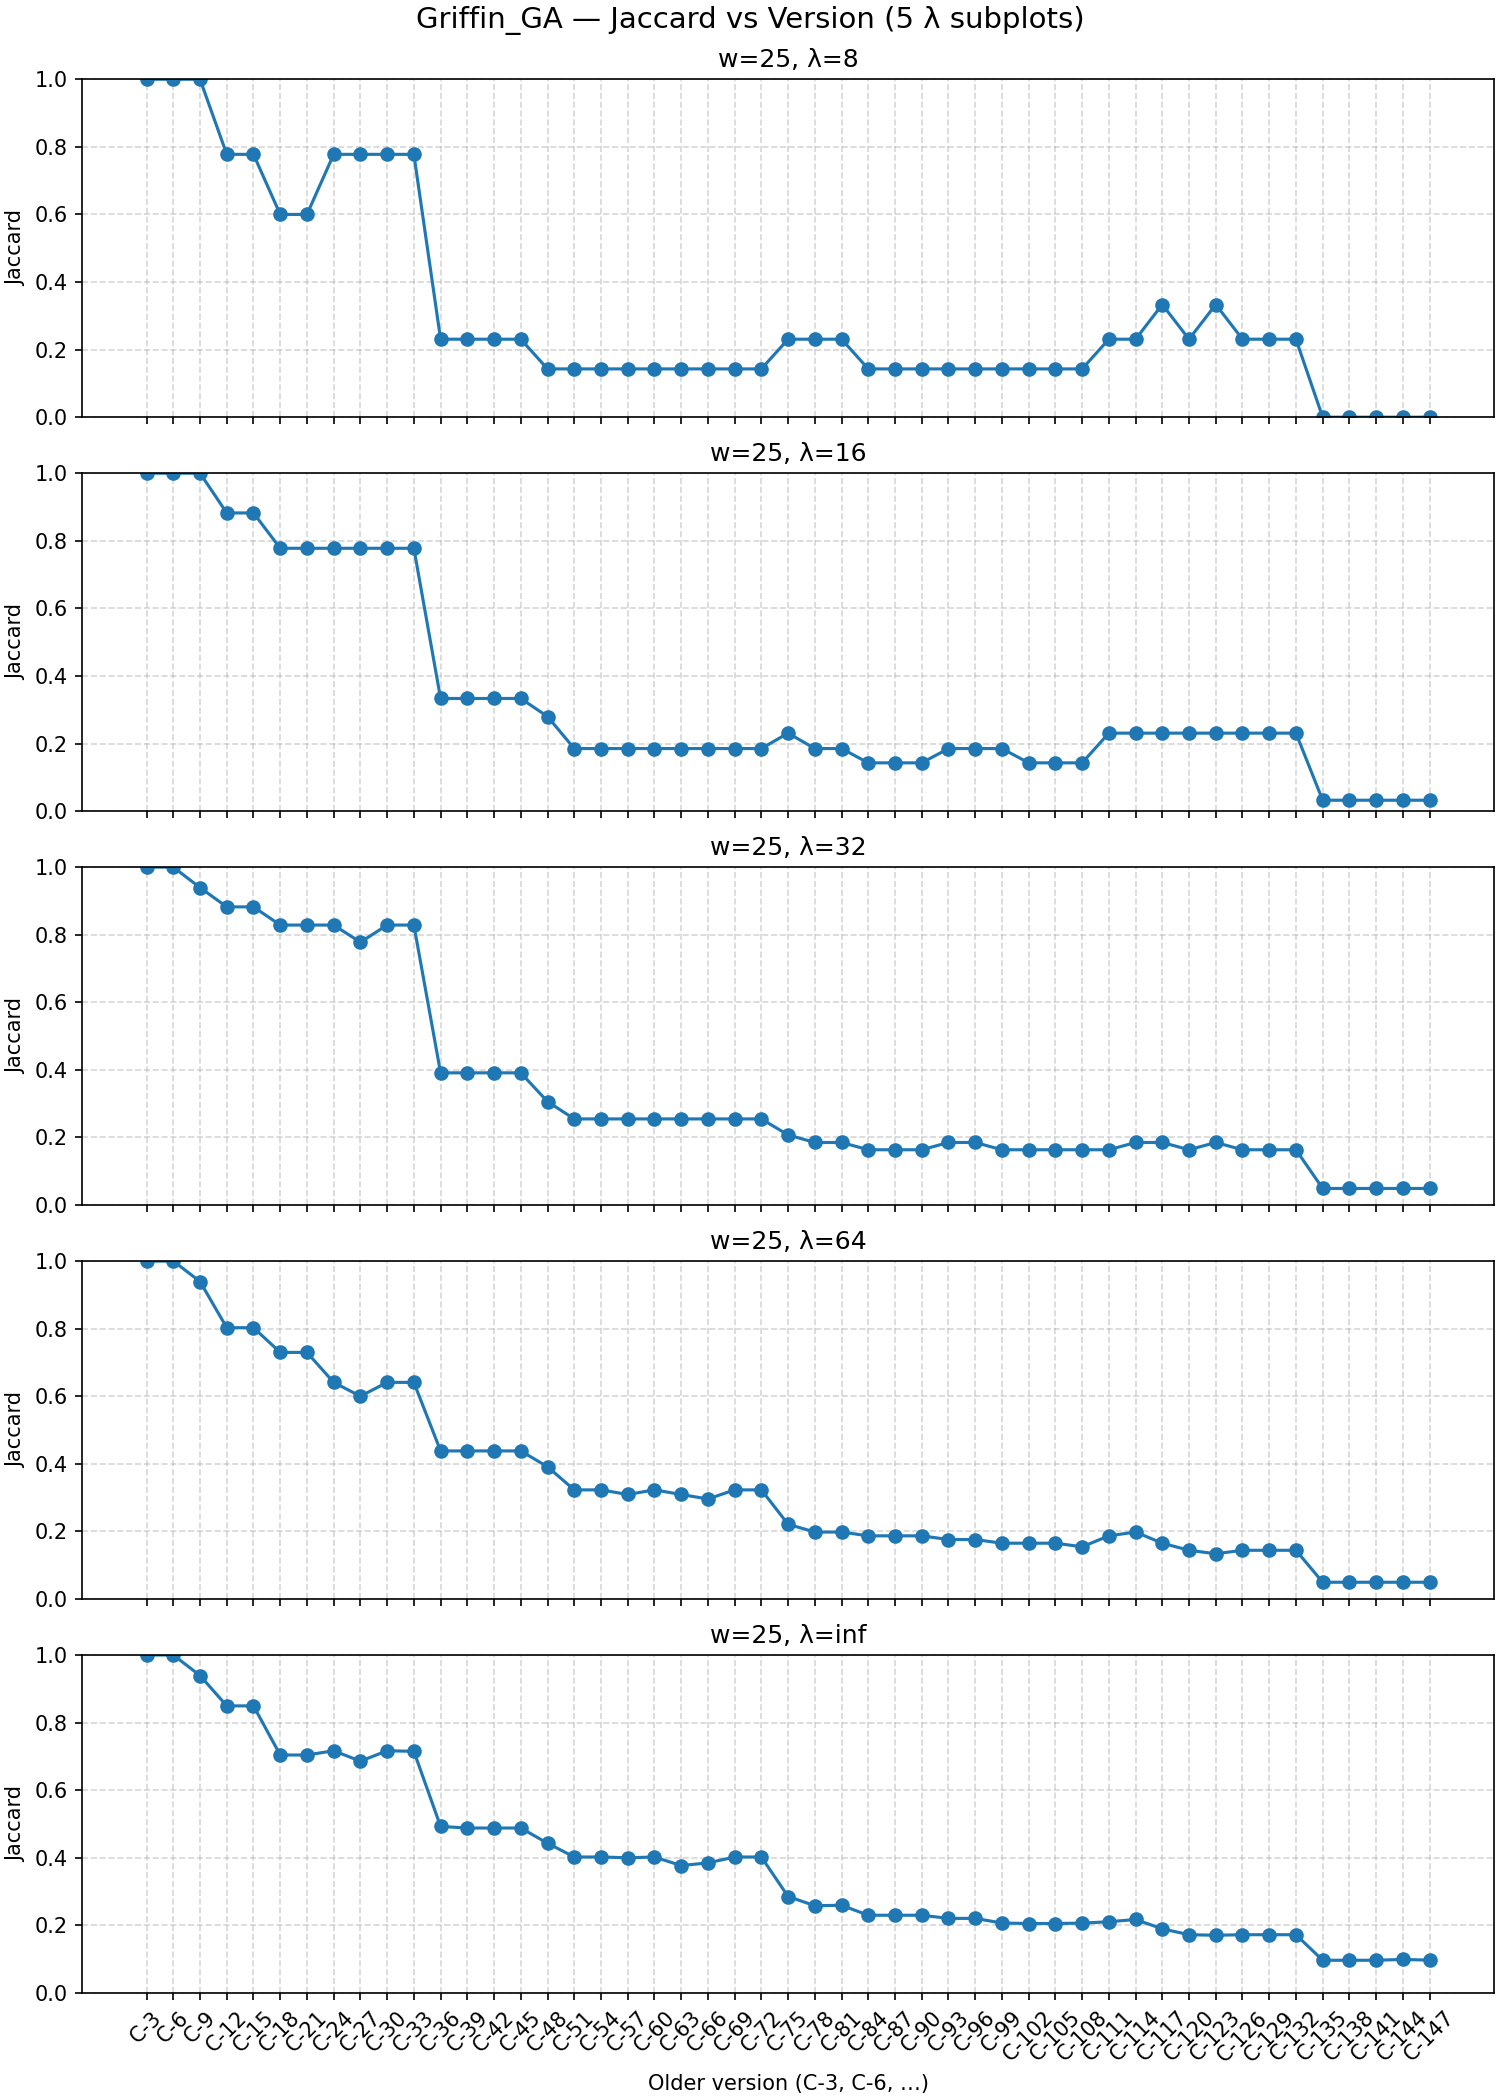 Griffin_GA — Jaccard vs Version (5 λ subplots)
w=25, λ=8
1.0
0.8
0.6
0.4
0.2
0.0
Jaccard
w=25, λ=16
1.0
0.8
0.6
0.4
0.2
0.0
Jaccard
w=25, λ=32
1.0
0.8
0.6
0.4
0.2
0.0
Jaccard
w=25, λ=64
1.0
0.8
0.6
0.4
0.2
0.0
Jaccard
w=25, λ=inf
1.0
0.8
0.6
0.4
0.2
0.0
Jaccard
C-3
C-6
C-9
C-12
C-15
C-18
C-21
C-24
C-27
C-30
C-33
C-36
C-39
C-42
C-45
C-48
C-51
C-54
C-57
C-60
C-63
C-66
C-69
C-72
C-75
C-78
C-81
C-84
C-87
C-90
C-93
C-96
C-99
C-102
C-105
C-108
C-111
C-114
C-117
C-120
C-123
C-126
C-129
C-132
C-135
C-138
C-141
C-144
C-147
Older version (C-3, C-6, ...)